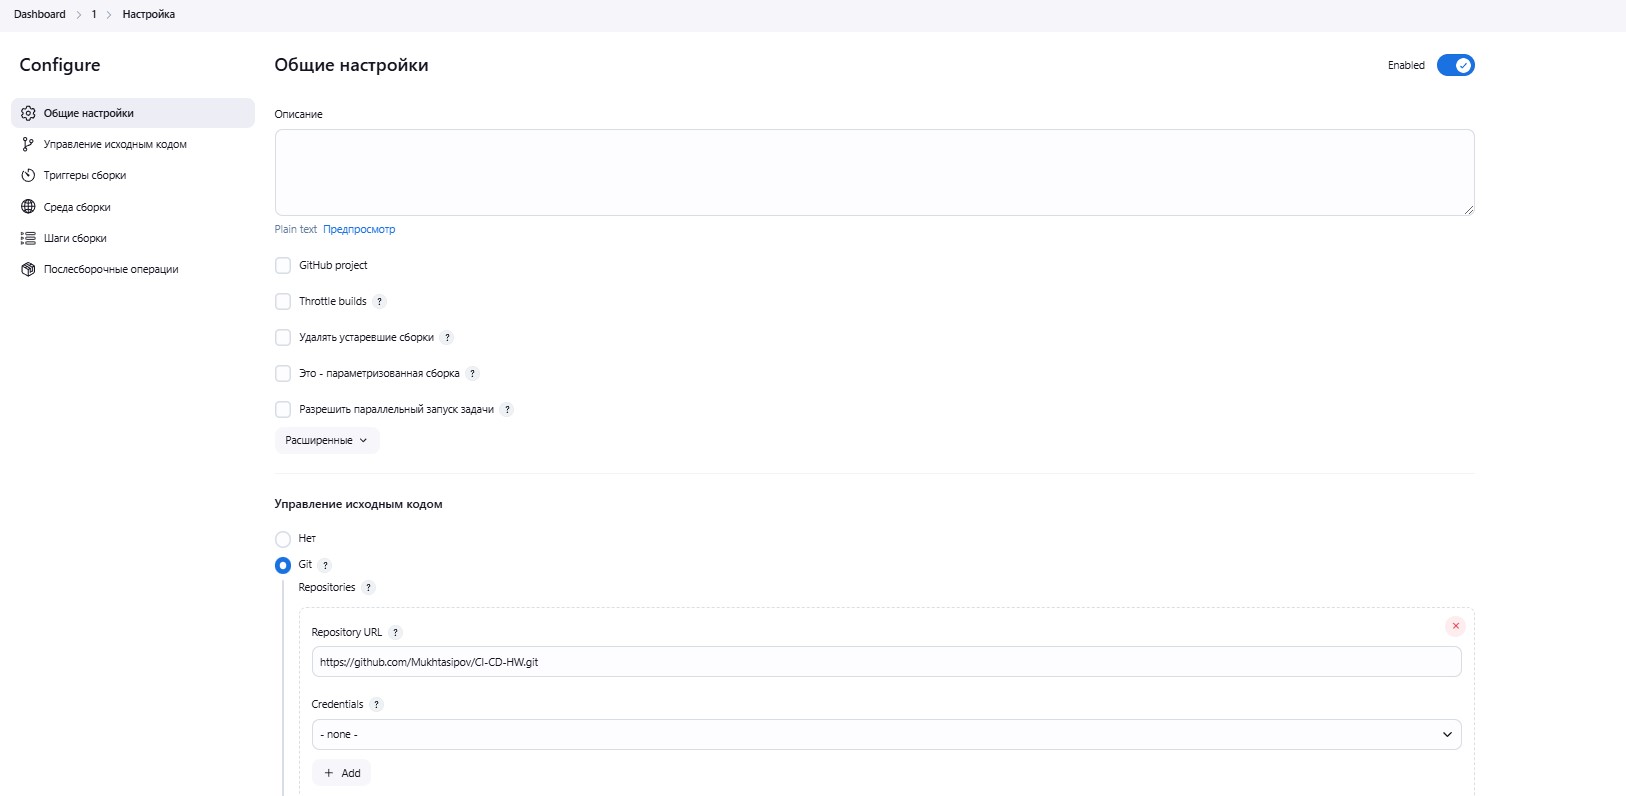 Dashboard > 1 > Настройка
Configure
Общие настройки
Управление исходным кодом
Триггеры сборки
Среда сборки
Шаги сборки
Послесборочные операции
Общие настройки
Enabled
Описание
Plain text Предпросмотр
GitHub project
Throttle builds ?
Удалять устаревшие сборки ?
Это - параметризованная сборка ?
Разрешить параллельный запуск задачи ?
Расширенные
Управление исходным кодом
Нет
Git ?
Repositories ?
Repository URL ?
https://github.com/Mukhtasipov/CI-CD-HW.git
Credentials ?
- none -
+ Add